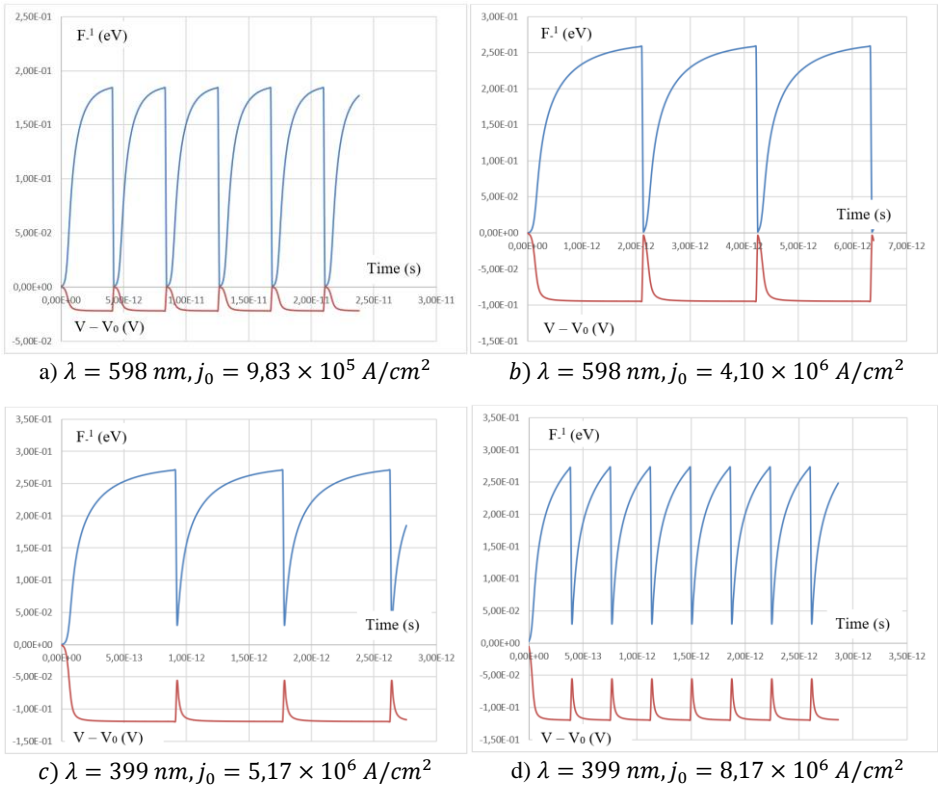 2,50E-01
F-¹ (eV)
2,00E-01
1,50E-01
1,00E-01
5,00E-02
Time (s)
0,00E+00
0,00E+00 5,00E-12 1,00E-11 1,50E-11 2,00E-11 2,50E-11 3,00E-11
V – V₀ (V)
-5,00E-02
a) λ = 598 nm, j₀ = 9,83 × 10⁵ A/cm²
3,00E-01
F-¹ (eV)
2,50E-01
2,00E-01
1,50E-01
1,00E-01
5,00E-02
Time (s)
0,00E+00
0,00E+00 1,00E-12 2,00E-12 3,00E-12 4,00E-12 5,00E-12 6,00E-12 7,00E-12
-5,00E-02
-1,00E-01
V – V₀ (V)
-1,50E-01
b) λ = 598 nm, j₀ = 4,10 × 10⁶ A/cm²
3,50E-01
F-¹ (eV)
3,00E-01
2,50E-01
2,00E-01
1,50E-01
1,00E-01
5,00E-02
Time (s)
0,00E+00
0,00E+00 5,00E-13 1,00E-12 1,50E-12 2,00E-12 2,50E-12 3,00E-12
-5,00E-02
-1,00E-01
V – V₀ (V)
-1,50E-01
c) λ = 399 nm, j₀ = 5,17 × 10⁶ A/cm²
3,50E-01
F-¹ (eV)
3,00E-01
2,50E-01
2,00E-01
1,50E-01
1,00E-01
5,00E-02
Time (s)
0,00E+00
0,00E+00 5,00E-13 1,00E-12 1,50E-12 2,00E-12 2,50E-12 3,00E-12 3,50E-12
-5,00E-02
-1,00E-01
V – V₀ (V)
-1,50E-01
d) λ = 399 nm, j₀ = 8,17 × 10⁶ A/cm²